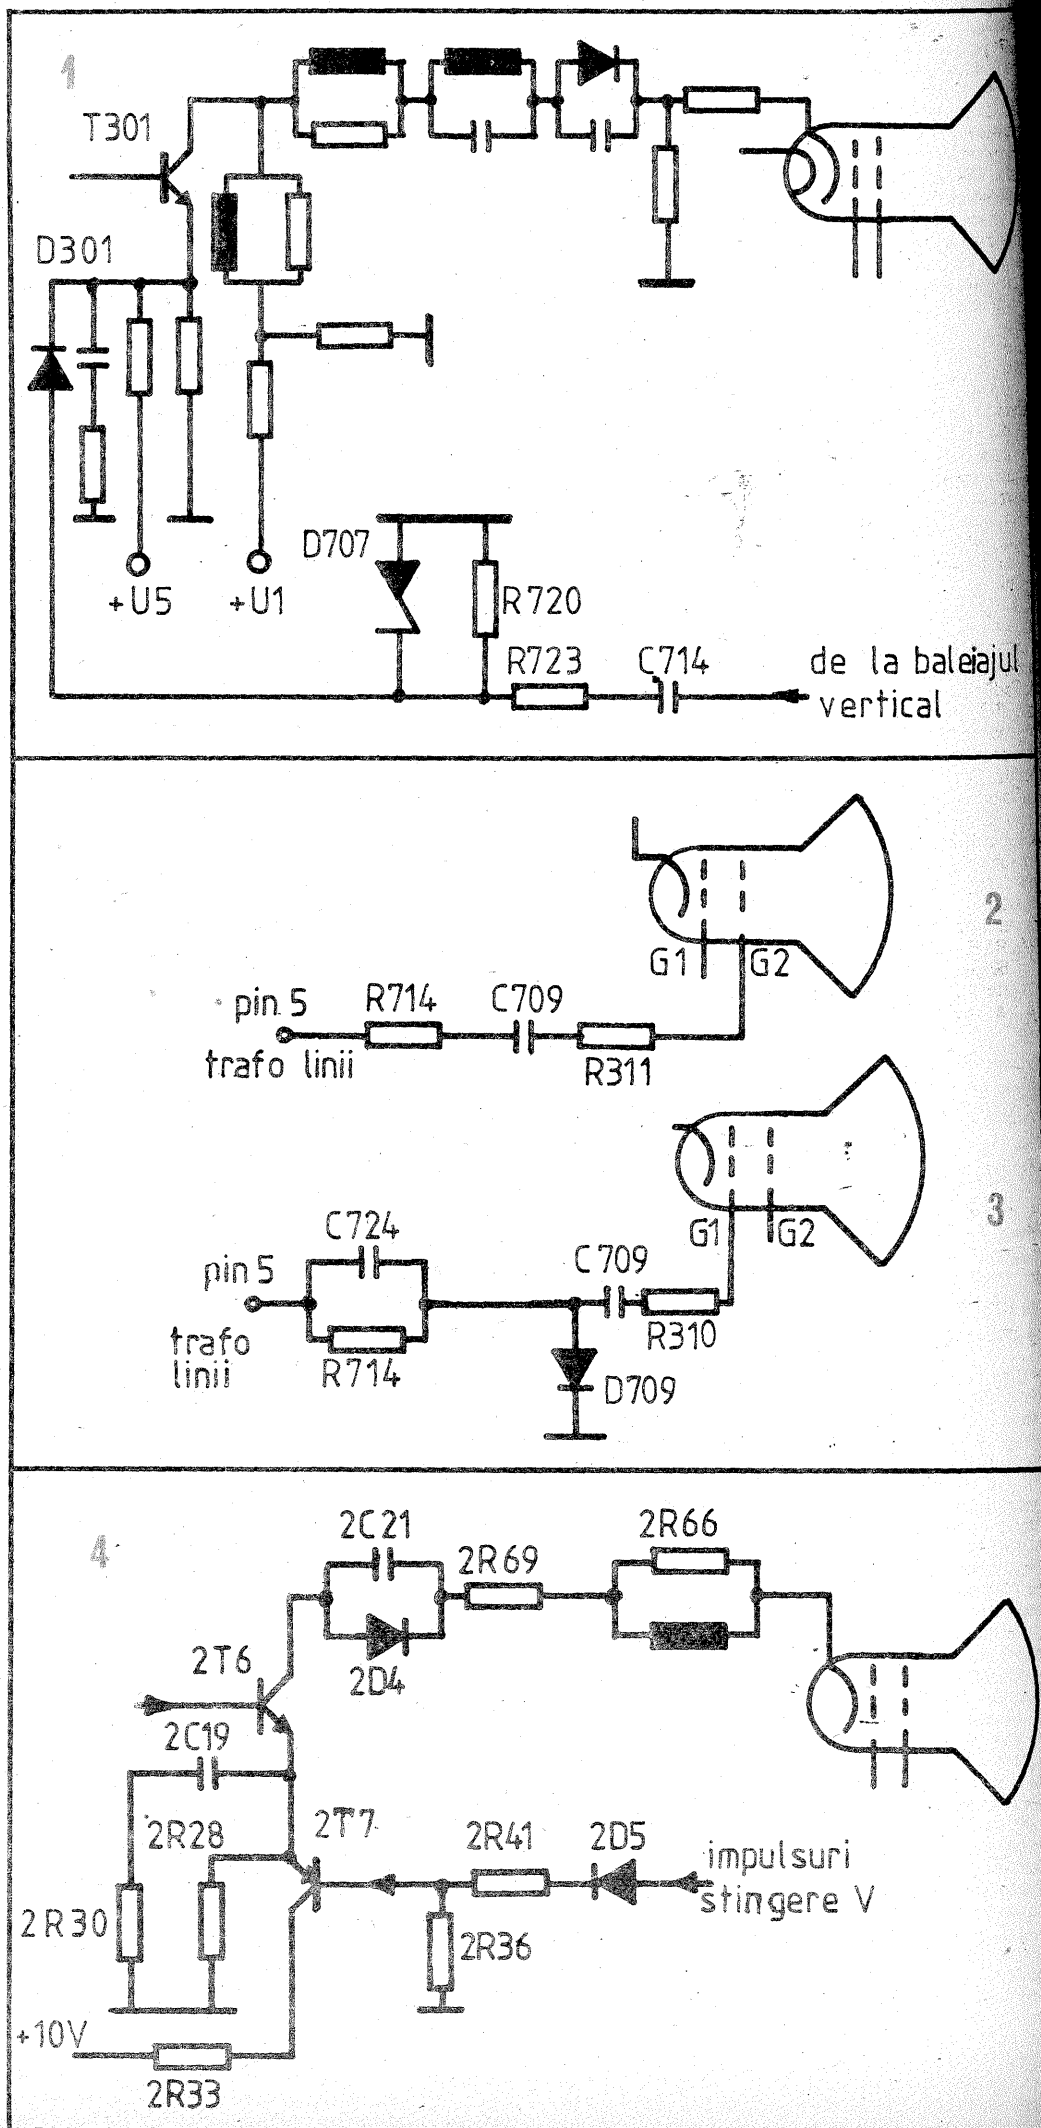 1
T301
D301
D707
+U5
+U1
R720
R723
C714
de la baleiajul
vertical
2
G1
G2
pin 5
R714
C709
trafo linii
R311
3
G1
G2
C724
C709
pin 5
R310
trafo
linii
R714
D709
4
2C21
2R66
2R69
2T6
2D4
2C19
2T7
2R28
2R41
2D5
impulsuri
stingere V
2R30
2R36
+10V
2R33